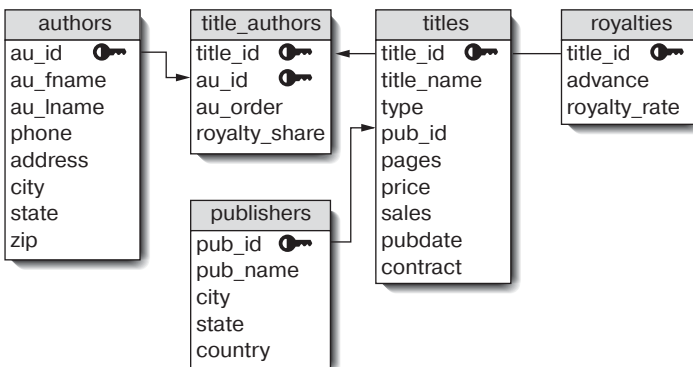 authors
au_id
au_fname
au_lname
phone
address
city
state
zip
title_authors
title_id
au_id
au_order
royalty_share
publishers
pub_id
pub_name
city
state
country
titles
title_id
title_name
type
pub_id
pages
price
sales
pubdate
contract
royalties
title_id
advance
royalty_rate